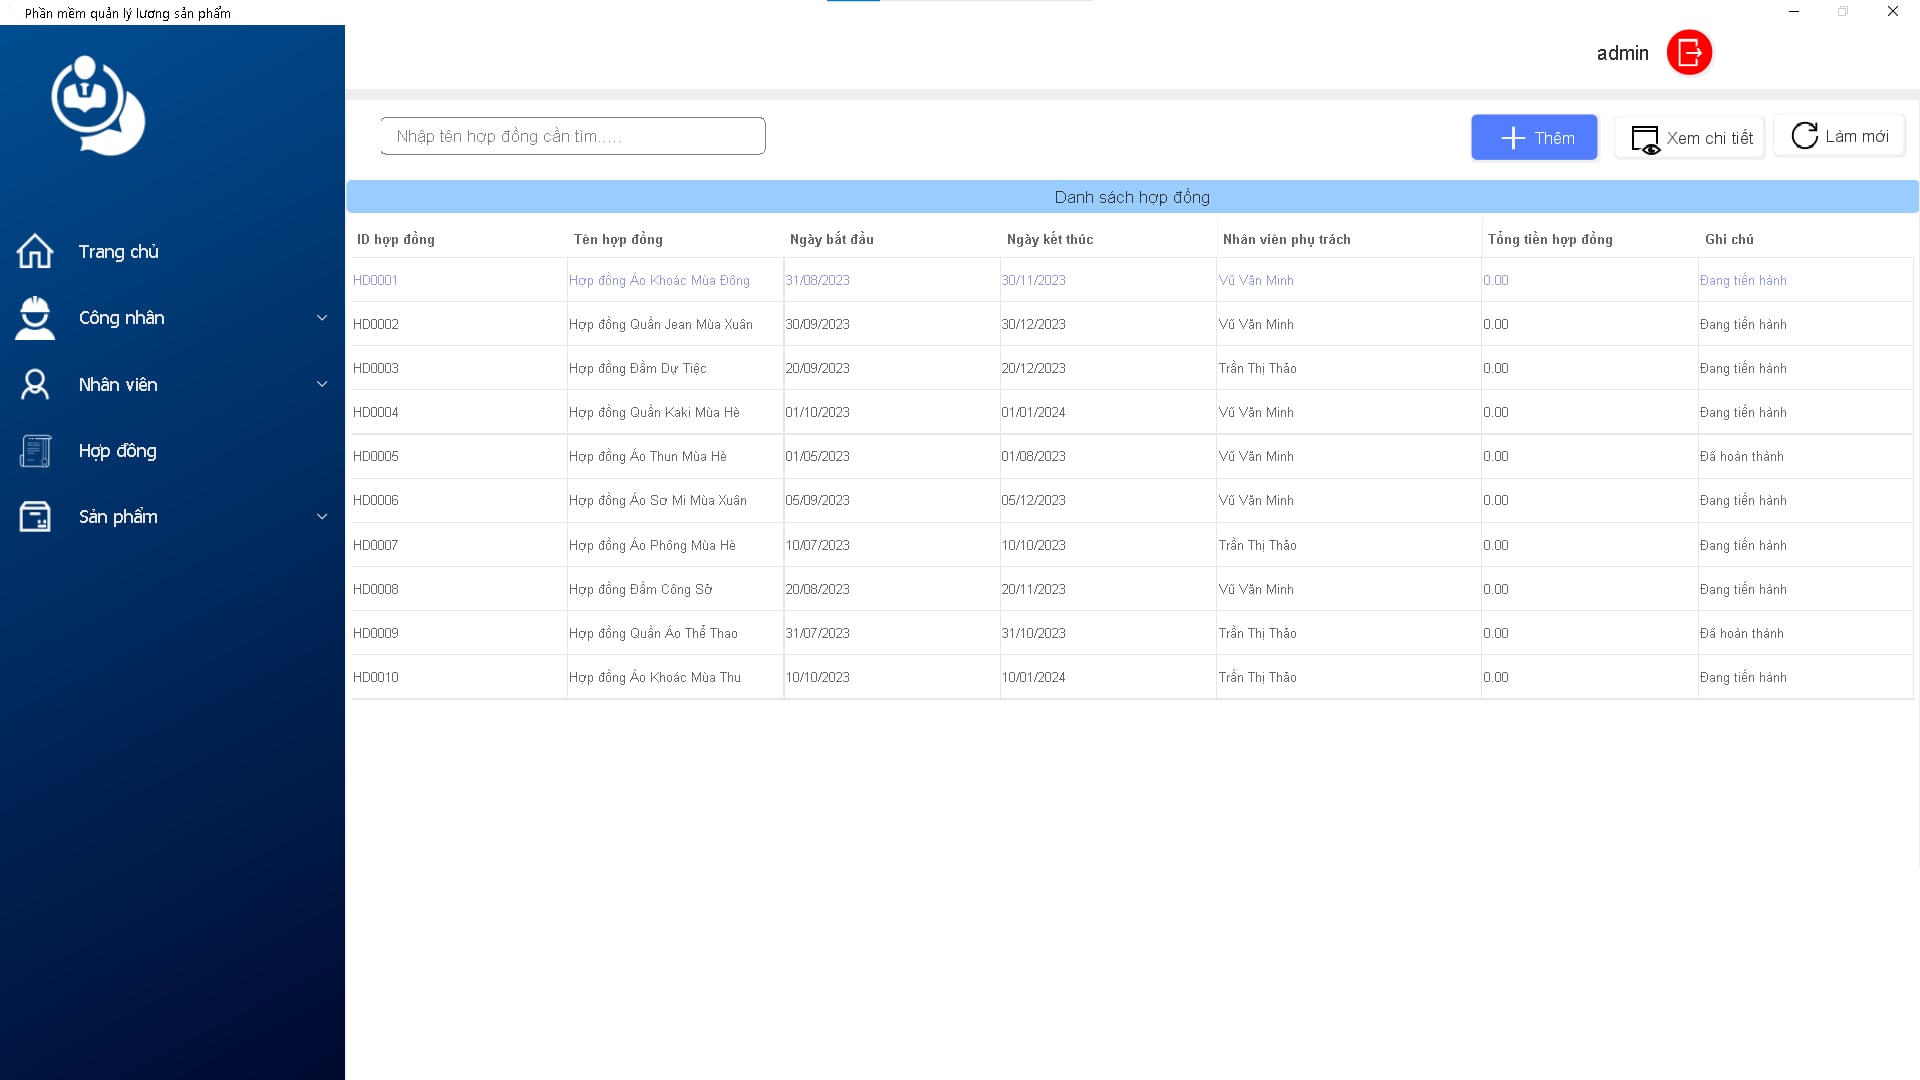 Phần mềm quản lý lương sản phẩm
admin
Nhập tên hợp đồng cần tìm.....
Thêm
Xem chi tiết
Làm mới
Trang chủ
Công nhân
Nhân viên
Hợp đồng
Sản phẩm
Danh sách hợp đồng
ID hợp đồng Tên hợp đồng Ngày bắt đầu Ngày kết thúc Nhân viên phụ trách Tổng tiền hợp đồng Ghi chú
HD0001 Hợp đồng Áo Khoác Mùa Đông 31/08/2023 30/11/2023 Vũ Văn Minh 0.00 Đang tiến hành
HD0002 Hợp đồng Quần Jean Mùa Xuân 30/09/2023 30/12/2023 Vũ Văn Minh 0.00 Đang tiến hành
HD0003 Hợp đồng Đầm Dự Tiệc 20/09/2023 20/12/2023 Trần Thị Thảo 0.00 Đang tiến hành
HD0004 Hợp đồng Quần Kaki Mùa Hè 01/10/2023 01/01/2024 Vũ Văn Minh 0.00 Đang tiến hành
HD0005 Hợp đồng Áo Thun Mùa Hè 01/05/2023 01/08/2023 Vũ Văn Minh 0.00 Đã hoàn thành
HD0006 Hợp đồng Áo Sơ Mi Mùa Xuân 05/09/2023 05/12/2023 Vũ Văn Minh 0.00 Đang tiến hành
HD0007 Hợp đồng Áo Phông Mùa Hè 10/07/2023 10/10/2023 Trần Thị Thảo 0.00 Đang tiến hành
HD0008 Hợp đồng Đầm Công Sở 20/08/2023 20/11/2023 Vũ Văn Minh 0.00 Đang tiến hành
HD0009 Hợp đồng Quần Áo Thể Thao 31/07/2023 31/10/2023 Trần Thị Thảo 0.00 Đã hoàn thành
HD0010 Hợp đồng Áo Khoác Mùa Thu 10/10/2023 10/01/2024 Trần Thị Thảo 0.00 Đang tiến hành